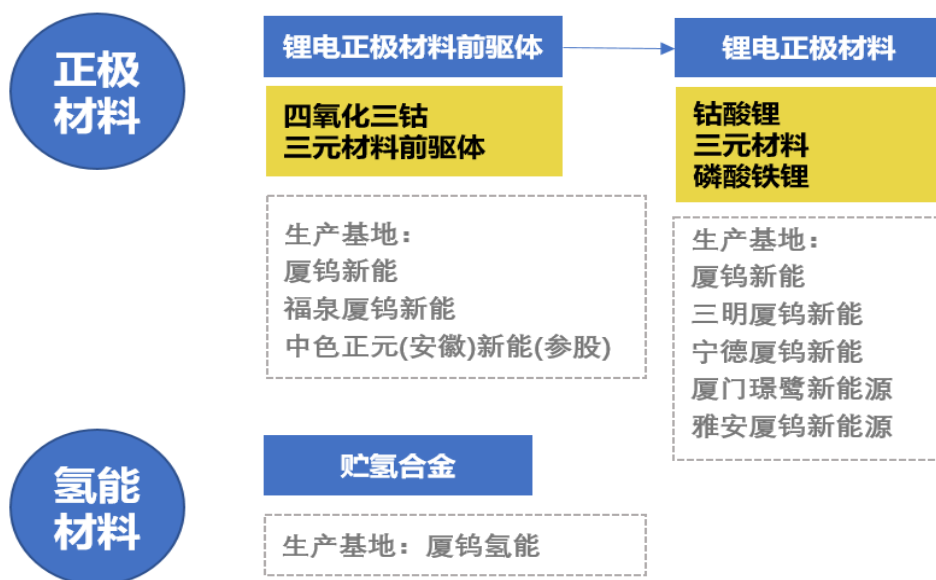 正极
材料
锂电正极材料前驱体
四氧化三钴
三元材料前驱体
生产基地：
厦钨新能
福泉厦钨新能
中色正元(安徽)新能(参股)
锂电正极材料
钴酸锂
三元材料
磷酸铁锂
生产基地：
厦钨新能
三明厦钨新能
宁德厦钨新能
厦门璟鹭新能源
雅安厦钨新能源
氢能
材料
贮氢合金
生产基地：厦钨氢能